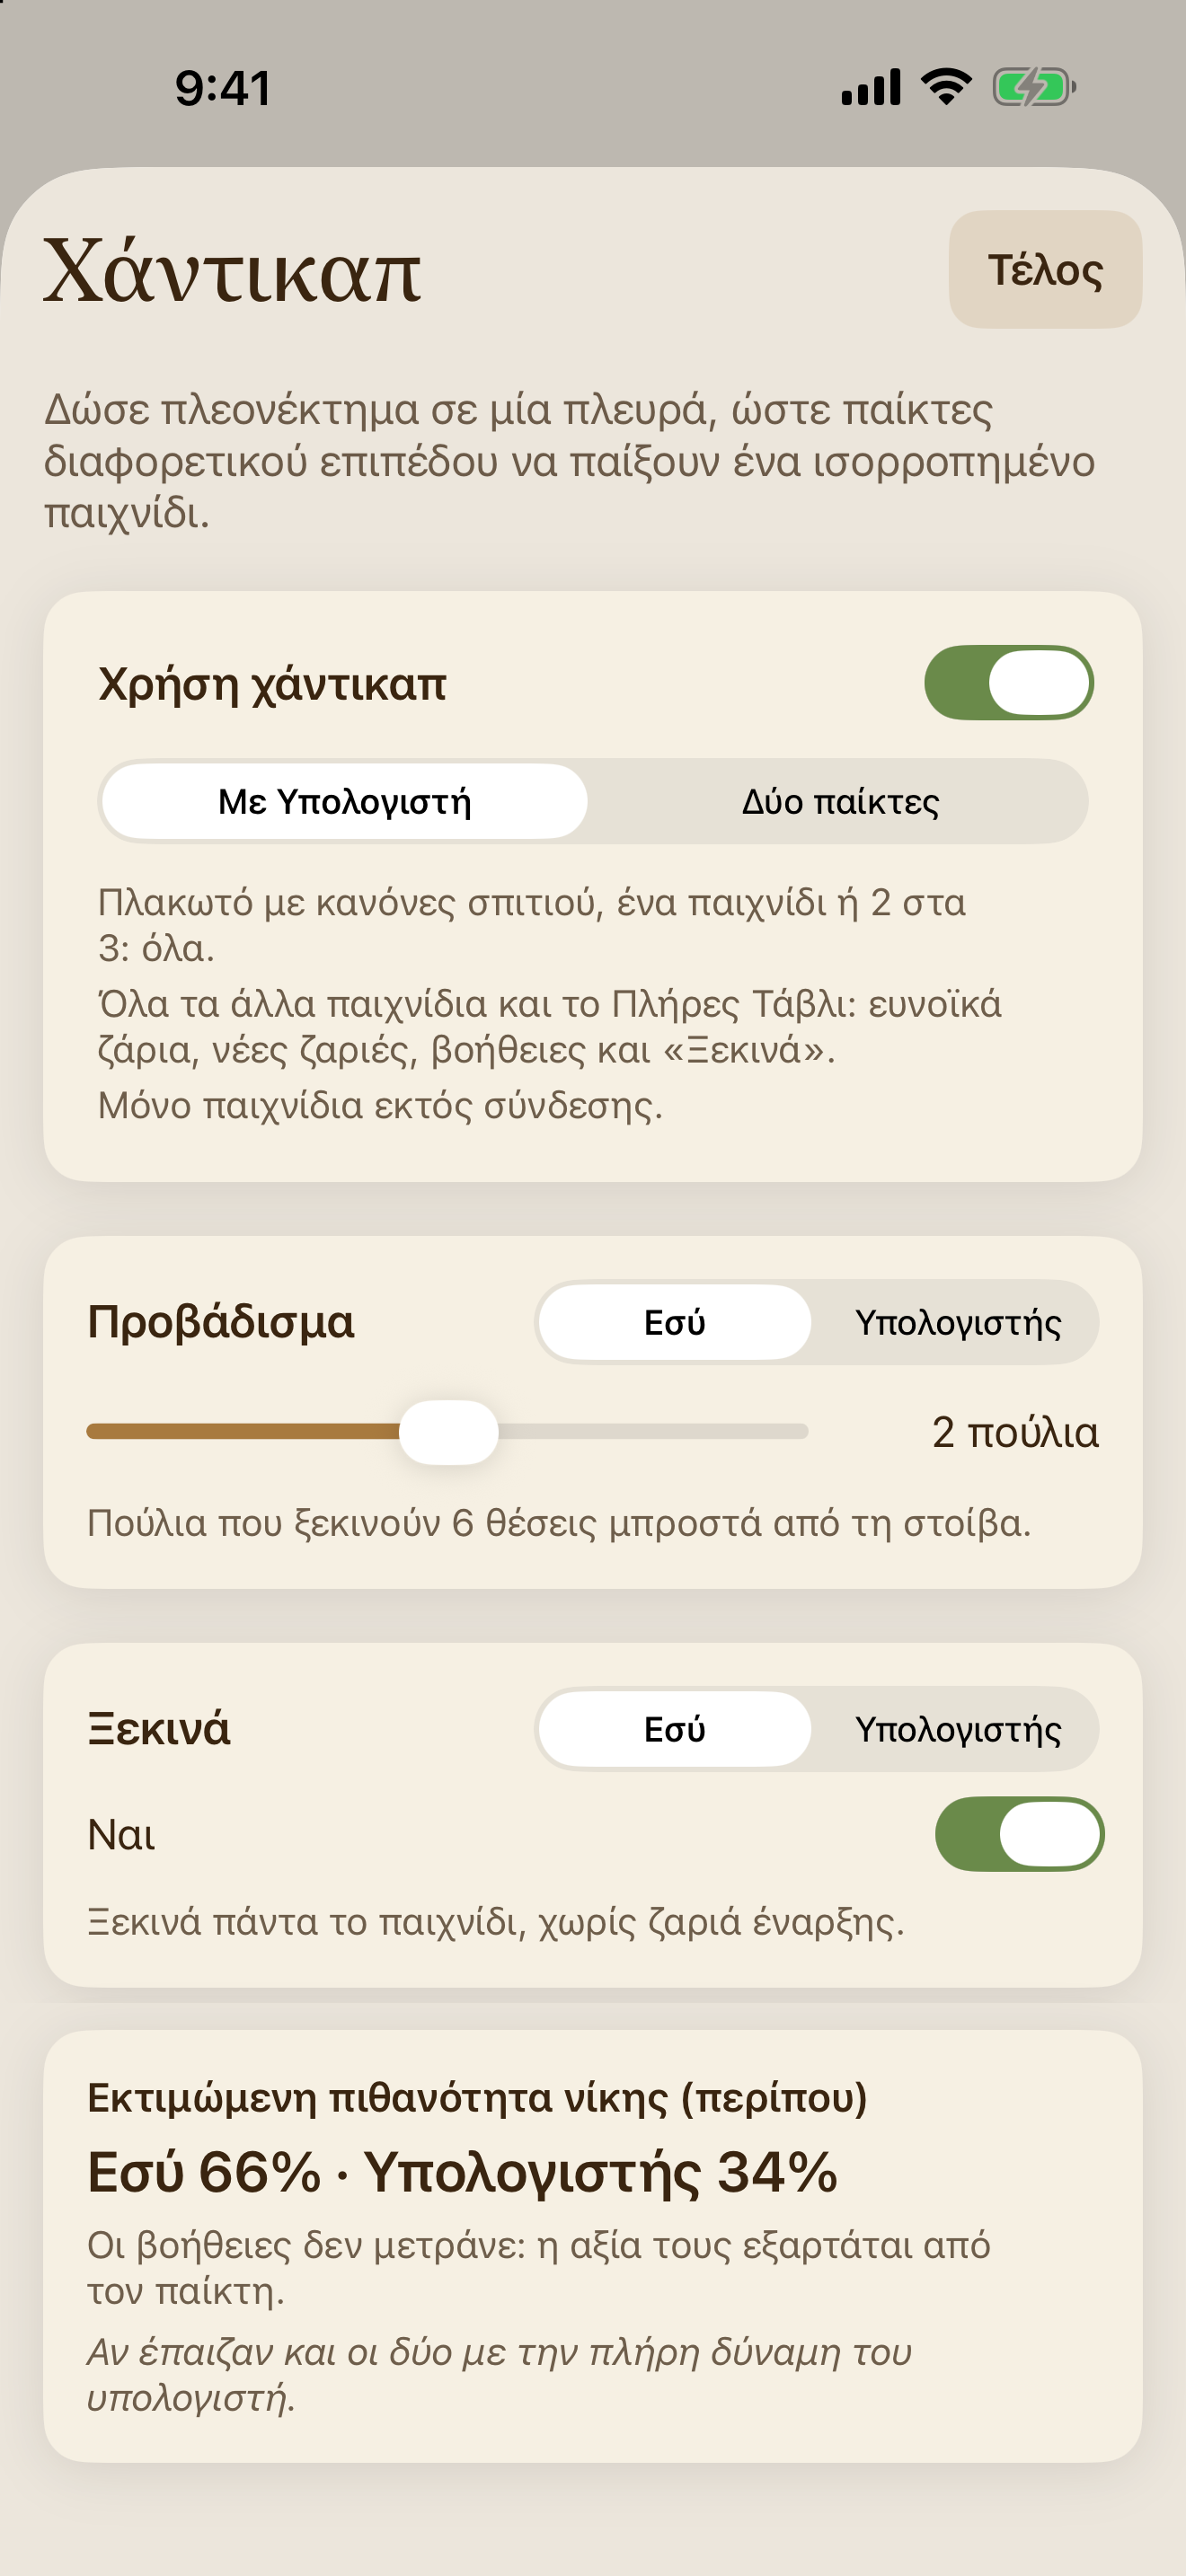 9:41
Χάντικαπ
Τέλος
Δώσε πλεονέκτημα σε μία πλευρά, ώστε παίκτες
διαφορετικού επιπέδου να παίξουν ένα ισορροπημένο
παιχνίδι.
Χρήση χάντικαπ
Με Υπολογιστή
Δύο παίκτες
Πλακωτό με κανόνες σπιτιού, ένα παιχνίδι ή 2 στα
3: όλα.
Όλα τα άλλα παιχνίδια και το Πλήρες Τάβλι: ευνοϊκά
ζάρια, νέες ζαριές, βοήθειες και «Ξεκινά».
Μόνο παιχνίδια εκτός σύνδεσης.
Προβάδισμα
Εσύ
Υπολογιστής
2 πούλια
Πούλια που ξεκινούν 6 θέσεις μπροστά από τη στοίβα.
Ξεκινά
Εσύ
Υπολογιστής
Ναι
Ξεκινά πάντα το παιχνίδι, χωρίς ζαριά έναρξης.
Εκτιμώμενη πιθανότητα νίκης (περίπου)
Εσύ 66% · Υπολογιστής 34%
Οι βοήθειες δεν μετράνε: η αξία τους εξαρτάται από
τον παίκτη.
Αν έπαιζαν και οι δύο με την πλήρη δύναμη του
υπολογιστή.